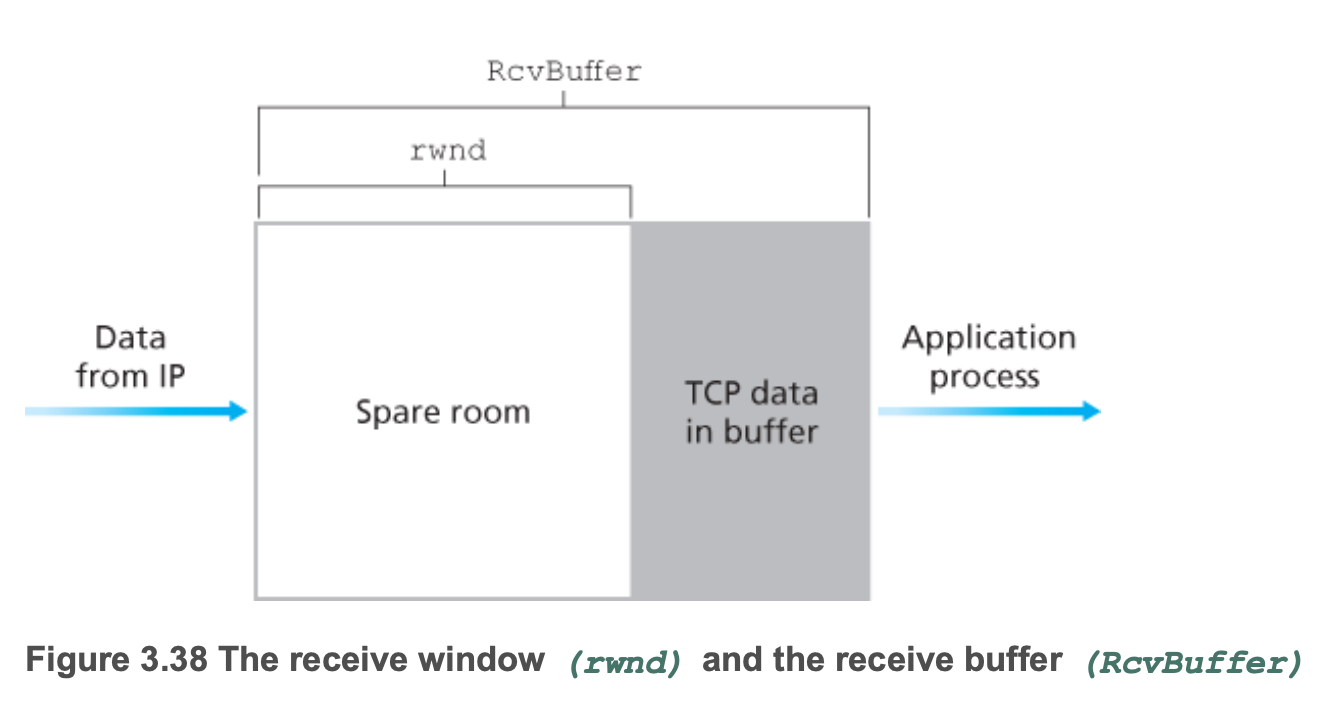 RcvBuffer
rwnd
Data
from IP
Spare room
TCP data
in buffer
Application
process
Figure 3.38 The receive window (rwnd) and the receive buffer (RcvBuffer)